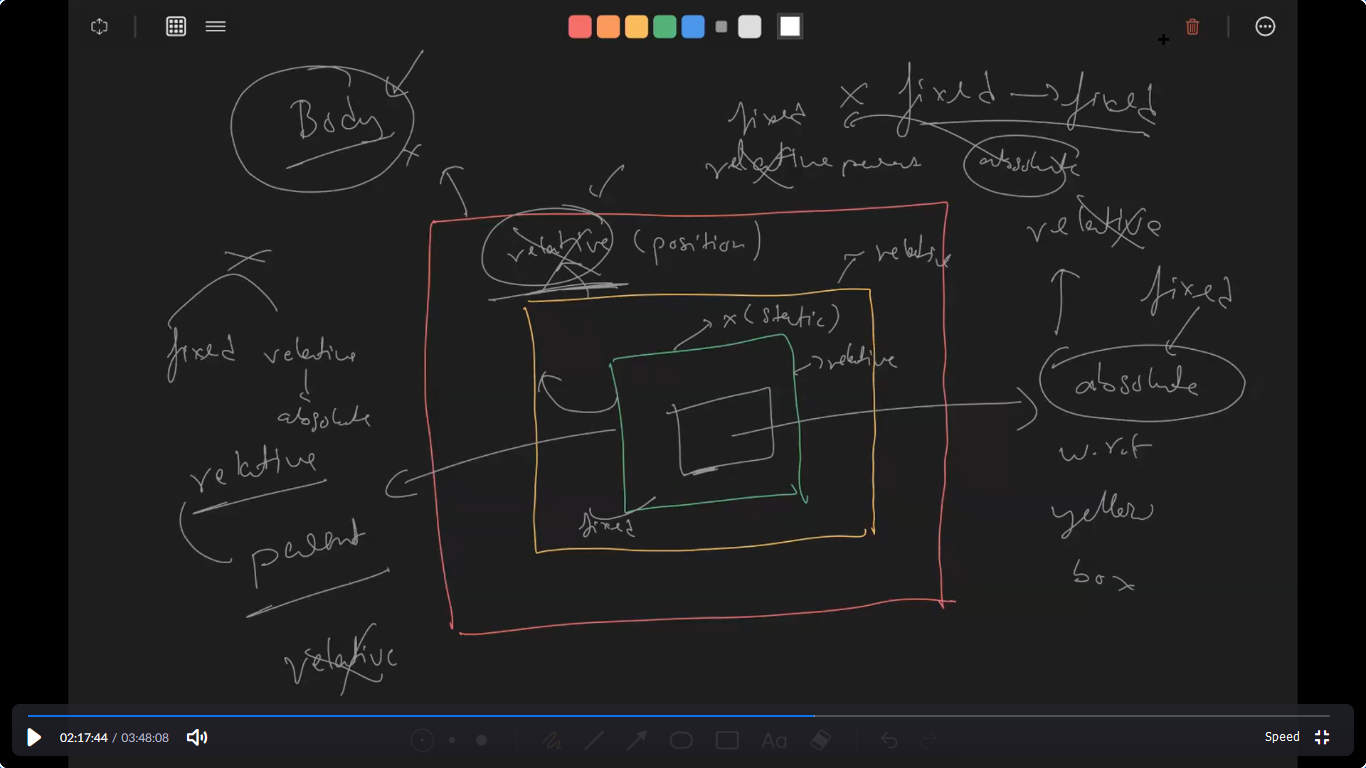 Body
x fixed → fixed
fixed
relative parent
absolute
relative
relative (position)
relative
fixed
x (static)
relative
fixed relative
absolute
absolute
relative
w.r.t
yellow
fixed
parent
box
relative
02:17:44 / 03:48:08
Speed
Aa